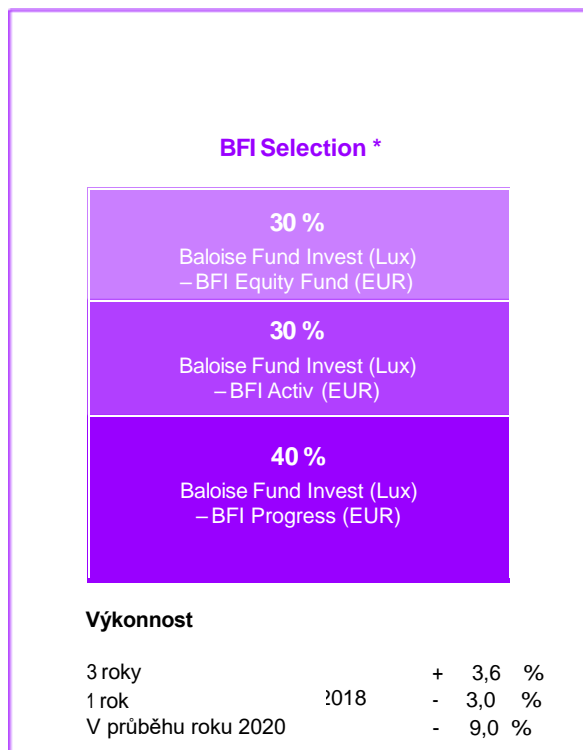 BFI Selection *
30 %
Baloise Fund Invest (Lux)
– BFI Equity Fund (EUR)
30 %
Baloise Fund Invest (Lux)
– BFI Activ (EUR)
40 %
Baloise Fund Invest (Lux)
– BFI Progress (EUR)
Výkonnost
3 roky + 3,6 %
1 rok 2018 - 3,0 %
V průběhu roku 2020 - 9,0 %